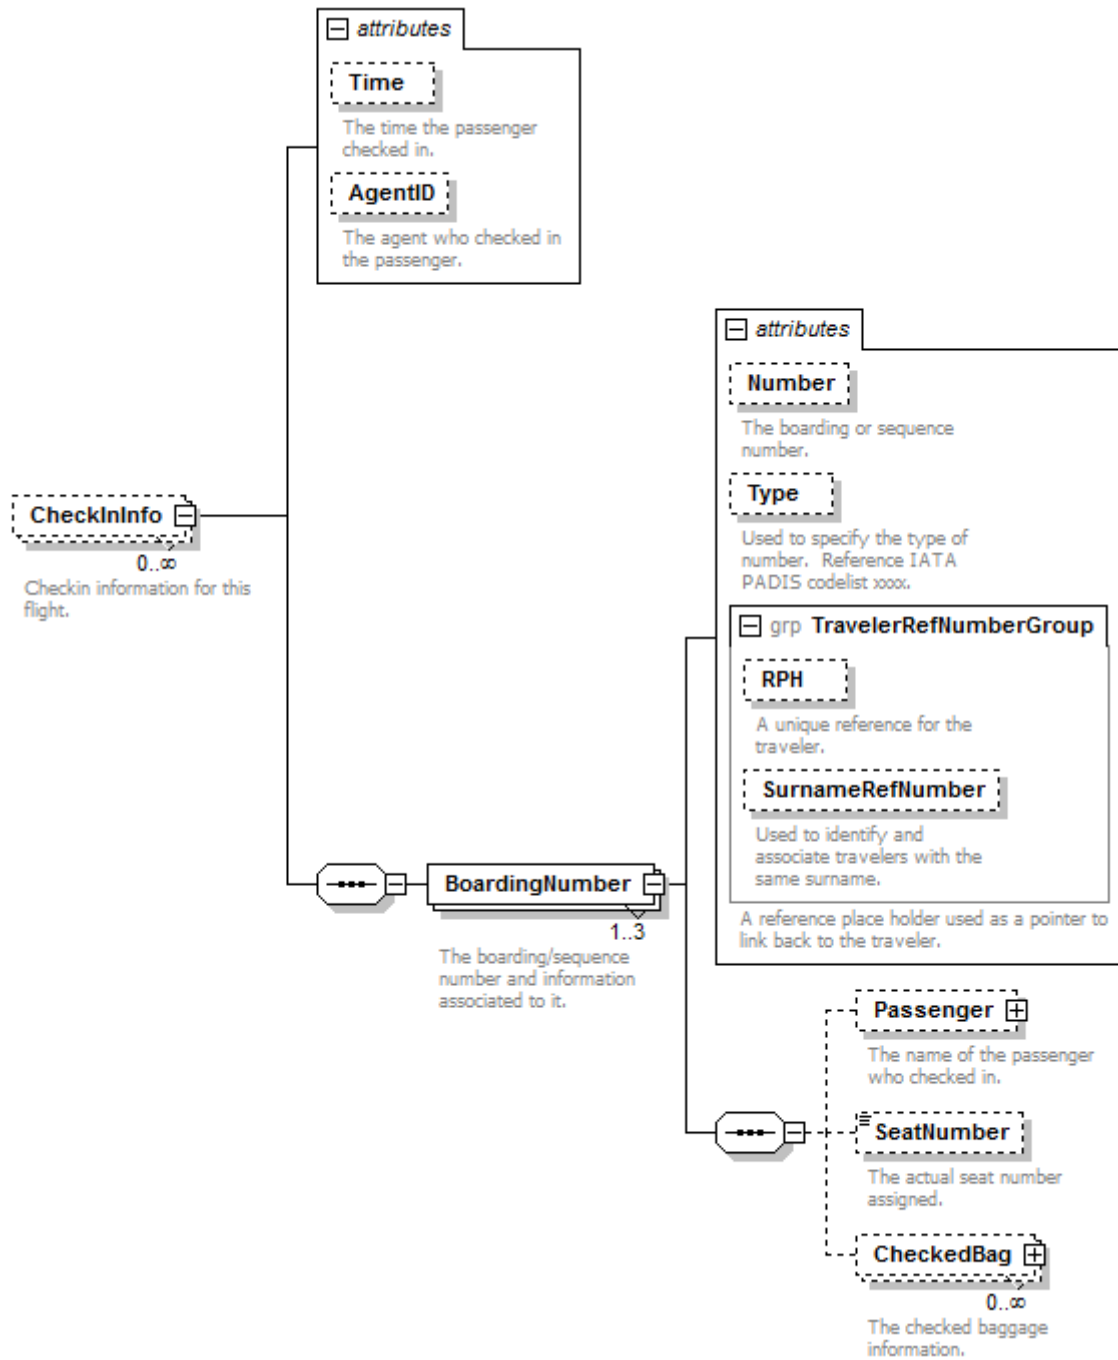 attributes
Time
The time the passenger
checked in.
AgentID
The agent who checked in
the passenger.
attributes
Number
The boarding or sequence
number.
Type
Used to specify the type of
number.  Reference IATA
PADIS codelist xxxx.
CheckInInfo
0..∞
Checkin information for this
flight.
grp TravelerRefNumberGroup
RPH
A unique reference for the
traveler.
SurnameRefNumber
Used to identify and
associate travelers with the
same surname.
A reference place holder used as a pointer to
link back to the traveler.
BoardingNumber
1..3
The boarding/sequence
number and information
associated to it.
Passenger
The name of the passenger
who checked in.
SeatNumber
The actual seat number
assigned.
CheckedBag
0..∞
The checked baggage
information.